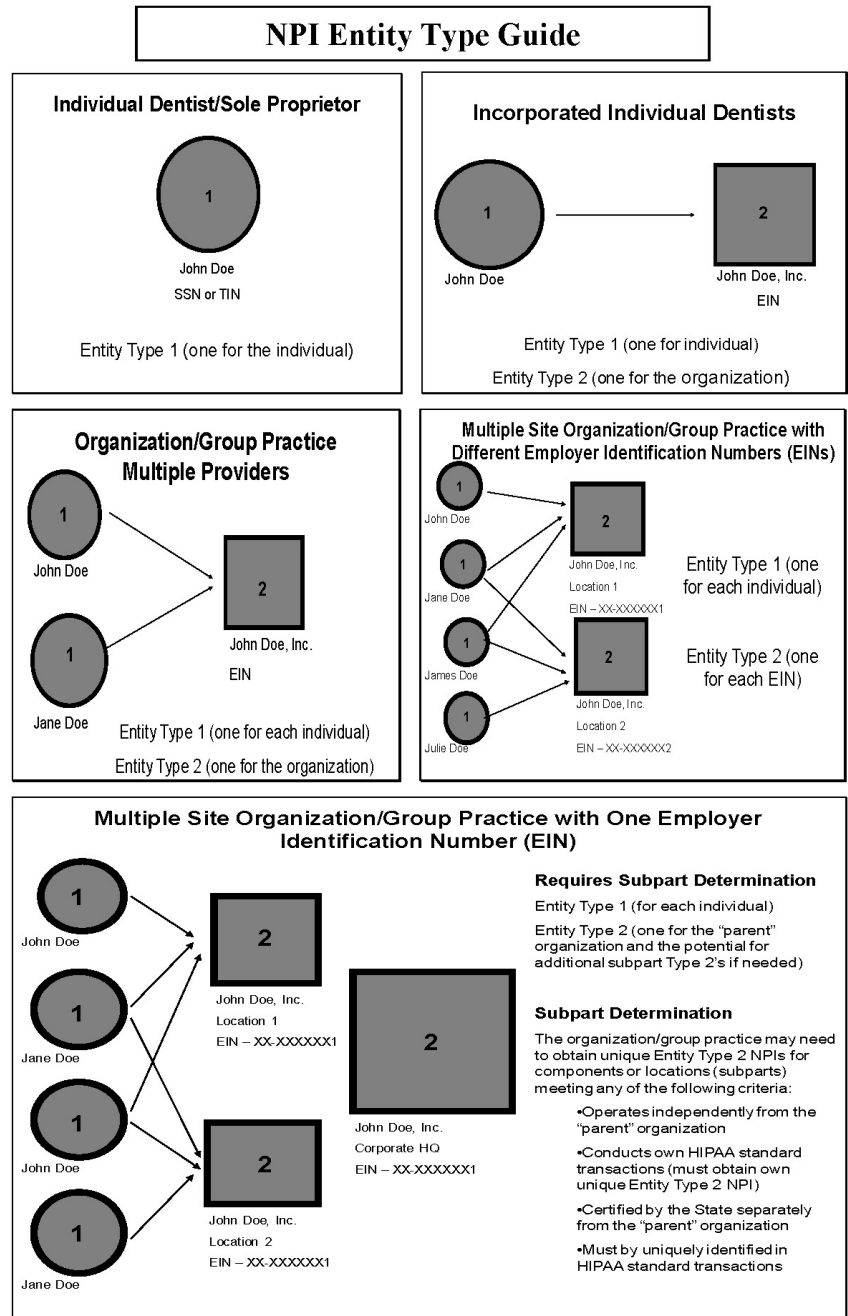 NPI Entity Type Guide
Individual Dentist/Sole Proprietor
1
John Doe
SSN or TIN
Entity Type 1 (one for the individual)
Incorporated Individual Dentists
1
2
John Doe
John Doe, Inc.
EIN
Entity Type 1 (one for individual)
Entity Type 2 (one for the organization)
Organization/Group Practice
Multiple Providers
1
John Doe
2
John Doe, Inc.
EIN
1
Jane Doe
Entity Type 1 (one for each individual)
Entity Type 2 (one for the organization)
Multiple Site Organization/Group Practice with
Different Employer Identification Numbers (EINs)
1
John Doe
1
Jane Doe
1
James Doe
1
Julie Doe
2
John Doe, Inc.
Location 1
EIN – XX-XXXXXX1
2
John Doe, Inc.
Location 2
EIN – XX-XXXXXX2
Entity Type 1 (one
for each individual)
Entity Type 2 (one
for each EIN)
Multiple Site Organization/Group Practice with One Employer
Identification Number (EIN)
1
John Doe
1
Jane Doe
1
John Doe
1
Jane Doe
2
John Doe, Inc.
Location 1
EIN – XX-XXXXXX1
2
John Doe, Inc.
Location 2
EIN – XX-XXXXXX1
2
John Doe, Inc.
Corporate HQ
EIN – XX-XXXXXX1
Requires Subpart Determination
Entity Type 1 (for each individual)
Entity Type 2 (one for the “parent”
organization and the potential for
additional subpart Type 2’s if needed)
Subpart Determination
The organization/group practice may need
to obtain unique Entity Type 2 NPIs for
components or locations (subparts)
meeting any of the following criteria:
•Operates independently from the
“parent” organization
•Conducts own HIPAA standard
transactions (must obtain own
unique Entity Type 2 NPI)
•Certified by the State separately
from the “parent” organization
•Must by uniquely identified in
HIPAA standard transactions